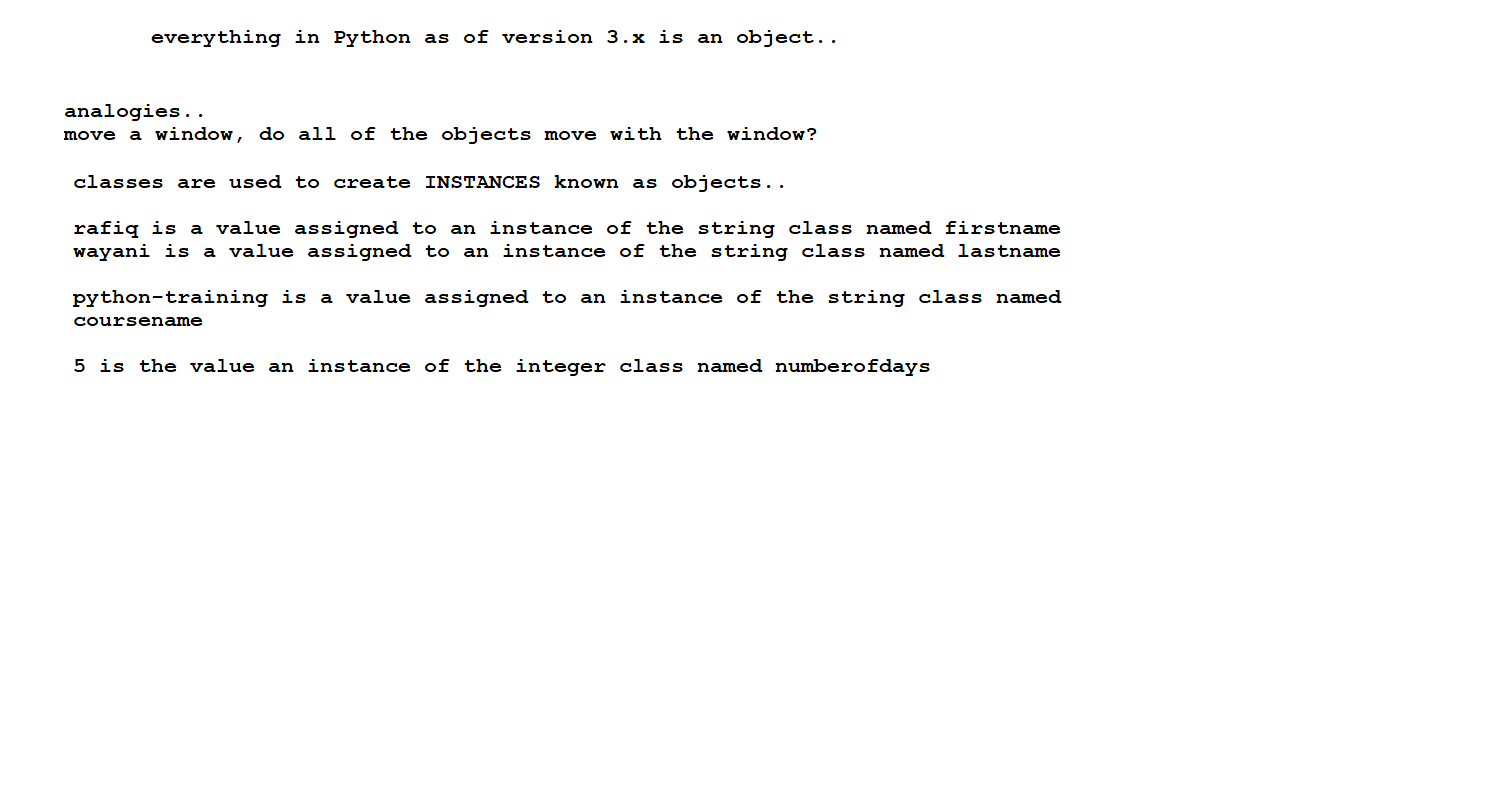 everything in Python as of version 3.x is an object..
analogies..
move a window, do all of the objects move with the window?
classes are used to create INSTANCES known as objects..
rafiq is a value assigned to an instance of the string class named firstname
wayani is a value assigned to an instance of the string class named lastname
python-training is a value assigned to an instance of the string class named
coursename
5 is the value an instance of the integer class named numberofdays